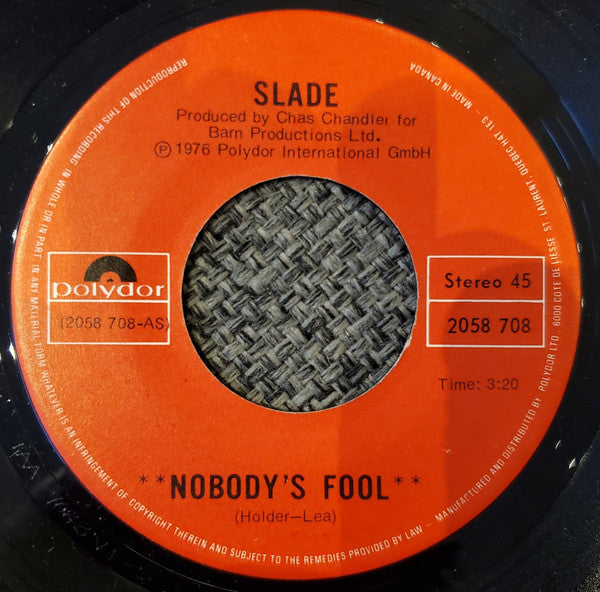 SLADE
Produced by Chas Chandler for
Barn Productions Ltd.
℗ 1976 Polydor International GmbH
polydor
(2058 708-AS)
Stereo 45
2058 708
Time: 3:20
**NOBODY'S FOOL**
(Holder—Lea)
REPRODUCTION OF THIS RECORDING IN WHOLE OR IN PART, IN ANY MATERIAL FORM WHATEVER IS AN INFRINGEMENT OF COPYRIGHT THEREIN AND SUBJECT TO THE REMEDIES PROVIDED BY LAW — MANUFACTURED AND DISTRIBUTED BY POLYDOR LTD. 6000 COTE DE LIESSE ST LAURENT, QUEBEC H4T 1E3 — MADE IN CANADA